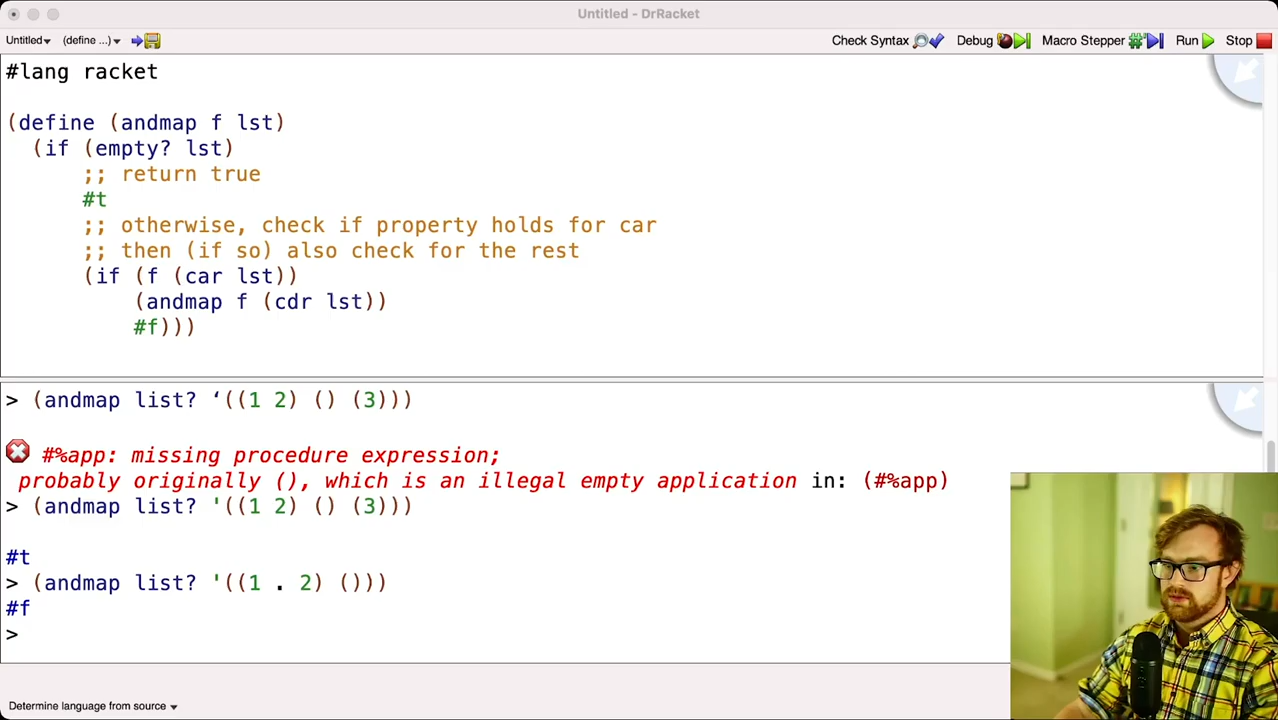 Untitled - DrRacket
Untitled▾ (define ...)▾ Check Syntax Debug Macro Stepper Run Stop
#lang racket
(define (andmap f lst)
  (if (empty? lst)
      ;; return true
      #t
      ;; otherwise, check if property holds for car
      ;; then (if so) also check for the rest
      (if (f (car lst))
          (andmap f (cdr lst))
          #f)))
> (andmap list? ‘((1 2) () (3)))
#%app: missing procedure expression;
probably originally (), which is an illegal empty application in: (#%app)
> (andmap list? '((1 2) () (3)))
#t
> (andmap list? '((1 . 2) ()))
#f
>
Determine language from source ▾